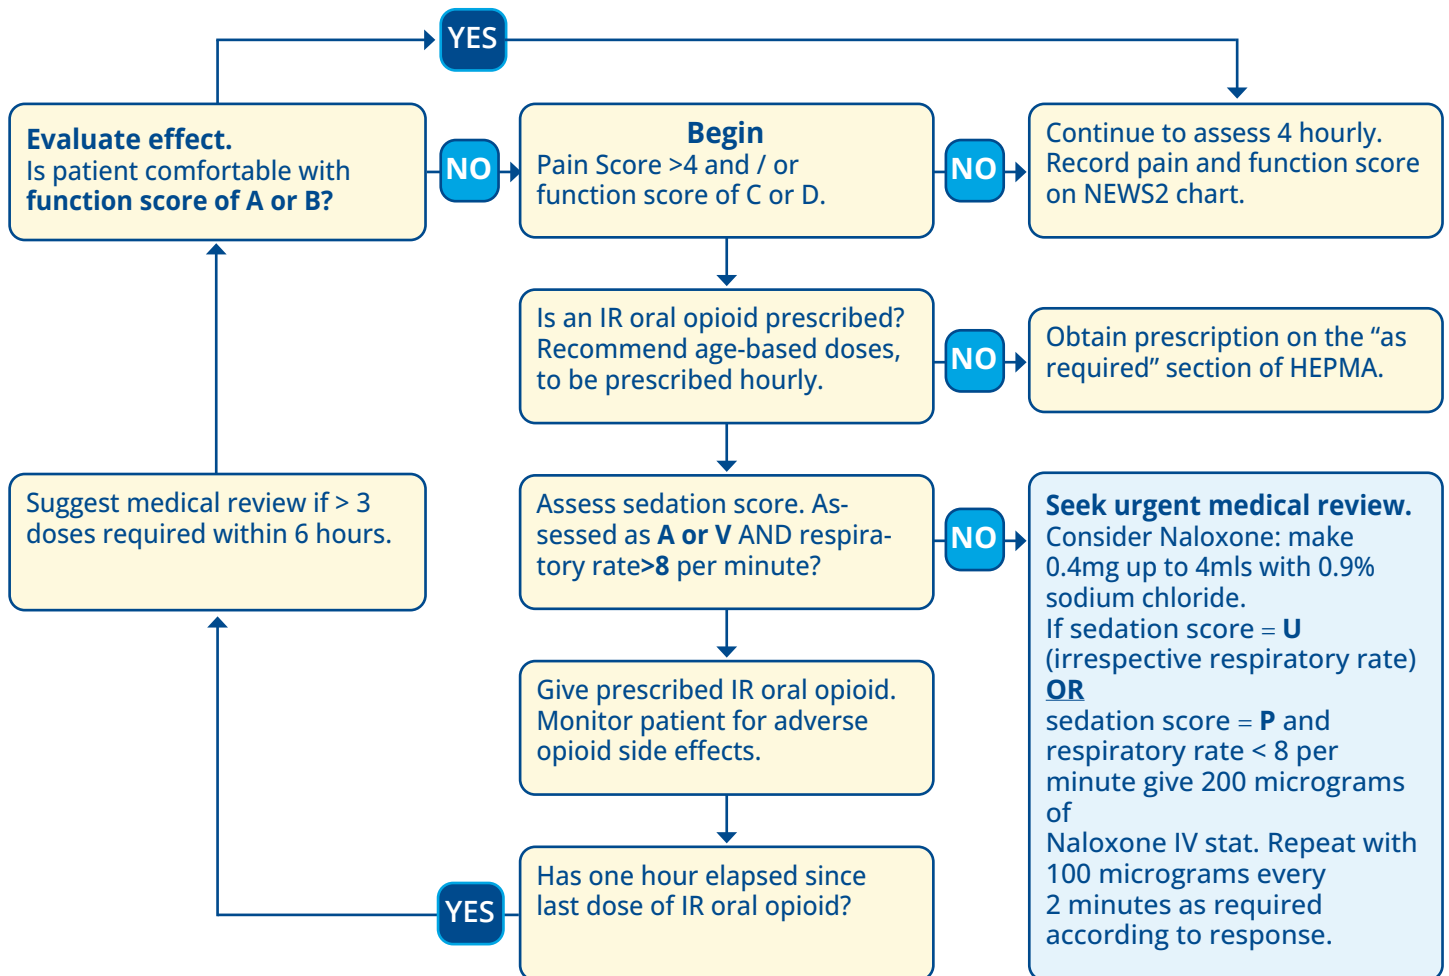 YES
Evaluate effect.
Is patient comfortable with
function score of A or B?
NO
Begin
Pain Score >4 and / or
function score of C or D.
NO
Continue to assess 4 hourly.
Record pain and function score
on NEWS2 chart.
Is an IR oral opioid prescribed?
Recommend age-based doses,
to be prescribed hourly.
NO
Obtain prescription on the “as
required” section of HEPMA.
Suggest medical review if > 3
doses required within 6 hours.
Assess sedation score. As-
sessed as A or V AND respira-
tory rate>8 per minute?
NO
Seek urgent medical review.
Consider Naloxone: make
0.4mg up to 4mls with 0.9%
sodium chloride.
If sedation score = U
(irrespective respiratory rate)
OR
sedation score = P and
respiratory rate < 8 per
minute give 200 micrograms
of
Naloxone IV stat. Repeat with
100 micrograms every
2 minutes as required
according to response.
Give prescribed IR oral opioid.
Monitor patient for adverse
opioid side effects.
YES
Has one hour elapsed since
last dose of IR oral opioid?